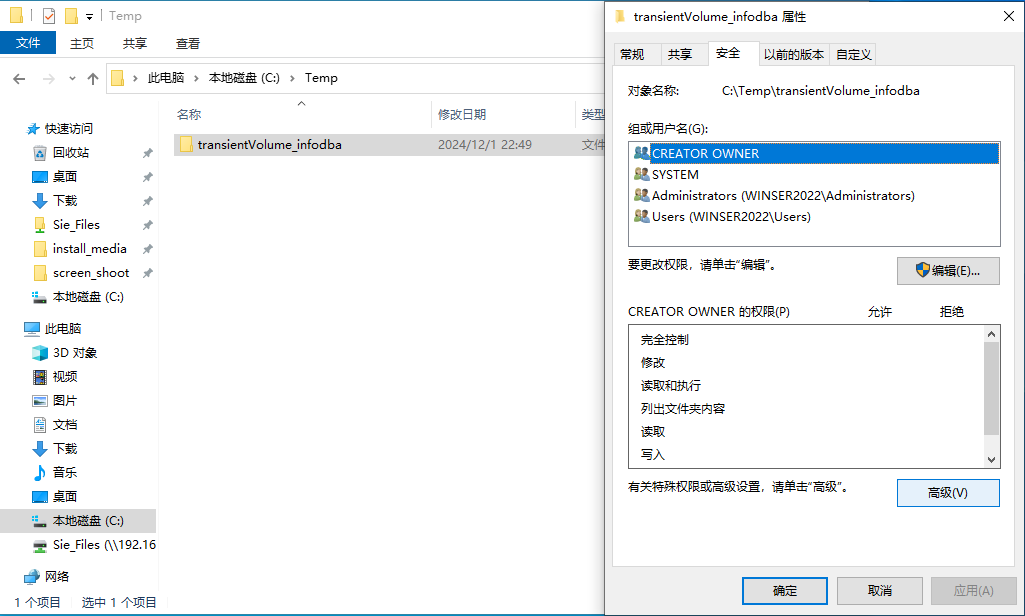 Temp
文件 主页 共享 查看
此电脑 本地磁盘 (C:) Temp
名称 修改日期 类型
transientVolume_infodba 2024/12/1 22:49 文件
快速访问
回收站
桌面
下载
Sie_Files
install_media
screen_shoot
本地磁盘 (C:)
此电脑
3D 对象
视频
图片
文档
下载
音乐
桌面
本地磁盘 (C:)
Sie_Files (\\192.16
网络
1 个项目 选中 1 个项目
transientVolume_infodba 属性
常规 共享 安全 以前的版本 自定义
对象名称: C:\Temp\transientVolume_infodba
组或用户名(G):
CREATOR OWNER
SYSTEM
Administrators (WINSER2022\Administrators)
Users (WINSER2022\Users)
要更改权限，请单击“编辑”。
编辑(E)...
CREATOR OWNER 的权限(P) 允许 拒绝
完全控制
修改
读取和执行
列出文件夹内容
读取
写入
有关特殊权限或高级设置，请单击“高级”。
高级(V)
确定 取消 应用(A)